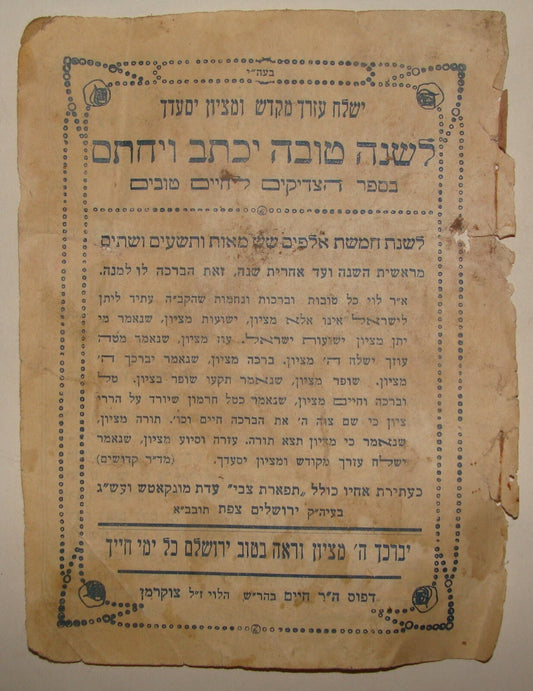 בעה״י
ישלח עזרך מקדש ומציון יסעדך
לשנה טובה יכתב ויחתם
בספר הצדיקים לחיים טובים
לשנת חמשת אלפים שש מאות ותשעים ושתים
מראשית השנה ועד אחרית שנה, זאת הברכה לו למנה.
א״ר לוי כל טובות וברכות ונחמות שהקב״ה עתיד ליתן
לישראל אינו אלא מציון, ישועות מציון, שנאמר מי
יתן מציון ישועות ישראל. עוז מציון, שנאמר מטה
עוזך ישלח ה׳ מציון. ברכה מציון, שנאמר יברכך ה׳
מציון. שופר מציון, שנאמר תקעו שופר בציון. טל
וברכה וחיים מציון, שנאמר כטל חרמון שיורד על הררי
ציון כי שם צוה ה׳ את הברכה חיים וכו׳. תורה מציון,
שנאמר כי מציון תצא תורה. עזרה וסיוע מציון, שנאמר
ישלח עזרך מקודש ומציון יסעדך. (מד״ר קדושים)
כעתירת אחיו כולל „תפארת צבי״ עדת מונקאטש ועש״ג
בעיה״ק ירושלים צפת תובב״א
יברכך ה׳ מציון וראה בטוב ירושלם כל ימי חייך
דפוס ה״ר חיים בהר״ש הלוי ז״ל צוקרמן